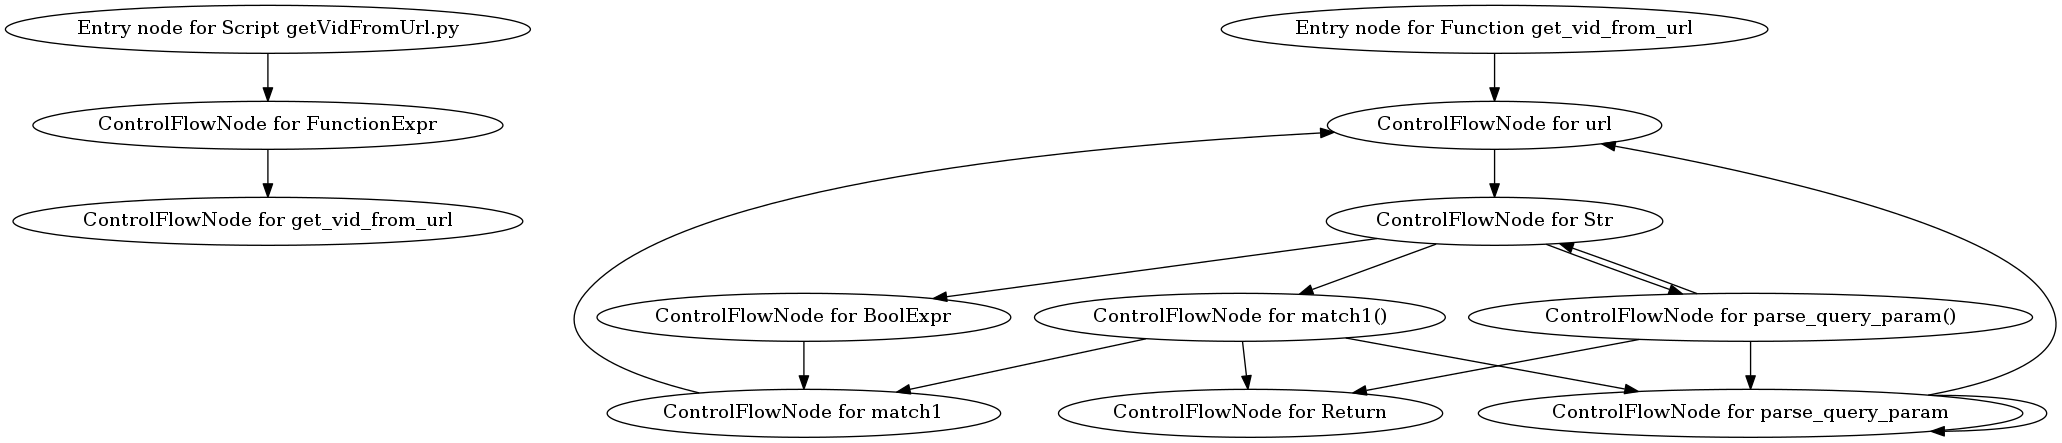 Entry node for Script getVidFromUrl.py
Entry node for Function get_vid_from_url
ControlFlowNode for FunctionExpr
ControlFlowNode for url
ControlFlowNode for get_vid_from_url
ControlFlowNode for Str
ControlFlowNode for BoolExpr
ControlFlowNode for match1()
ControlFlowNode for parse_query_param()
ControlFlowNode for match1
ControlFlowNode for Return
ControlFlowNode for parse_query_param